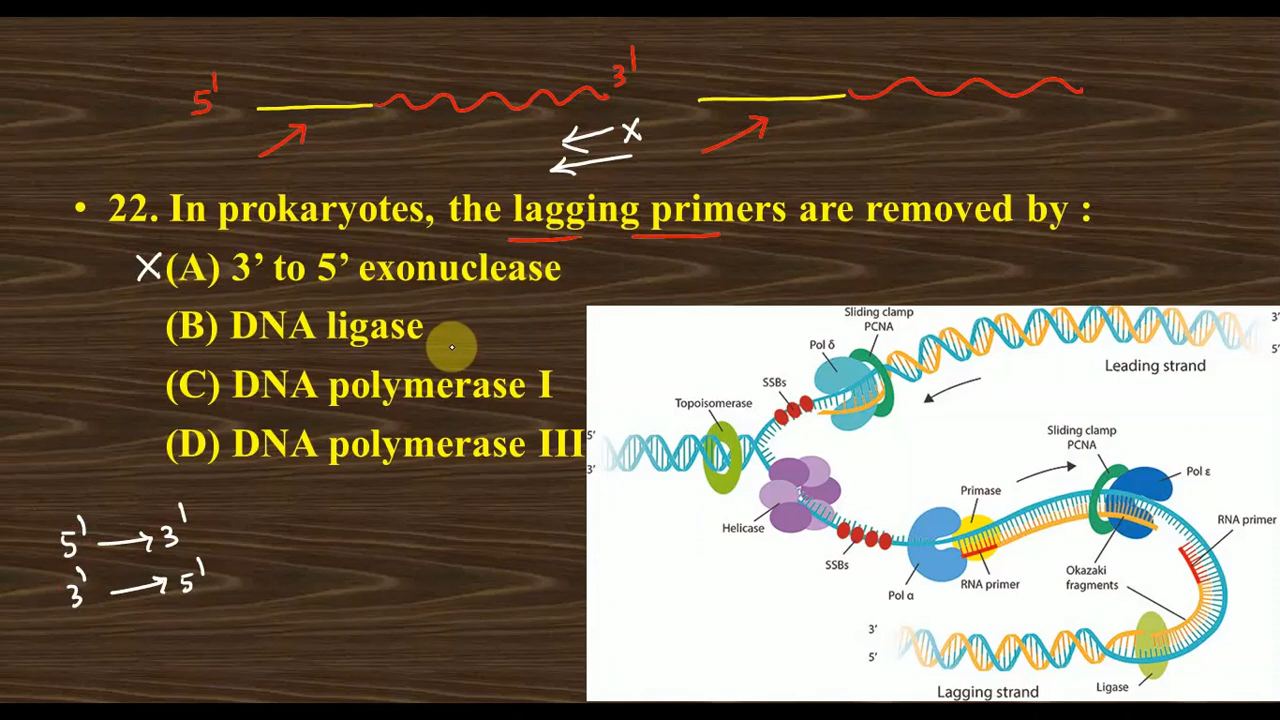 5' 3'
• 22. In prokaryotes, the lagging primers are removed by :
X (A) 3’ to 5’ exonuclease
(B) DNA ligase
(C) DNA polymerase I
(D) DNA polymerase III
5' → 3'
3' → 5'
X
Sliding clamp
PCNA
Pol δ
SSBs
Topoisomerase
3'
5'
Leading strand
5'
3'
Sliding clamp
PCNA
Pol ε
Primase
Helicase
RNA primer
SSBs
RNA primer
Okazaki
fragments
Pol α
3'
5'
Ligase
Lagging strand